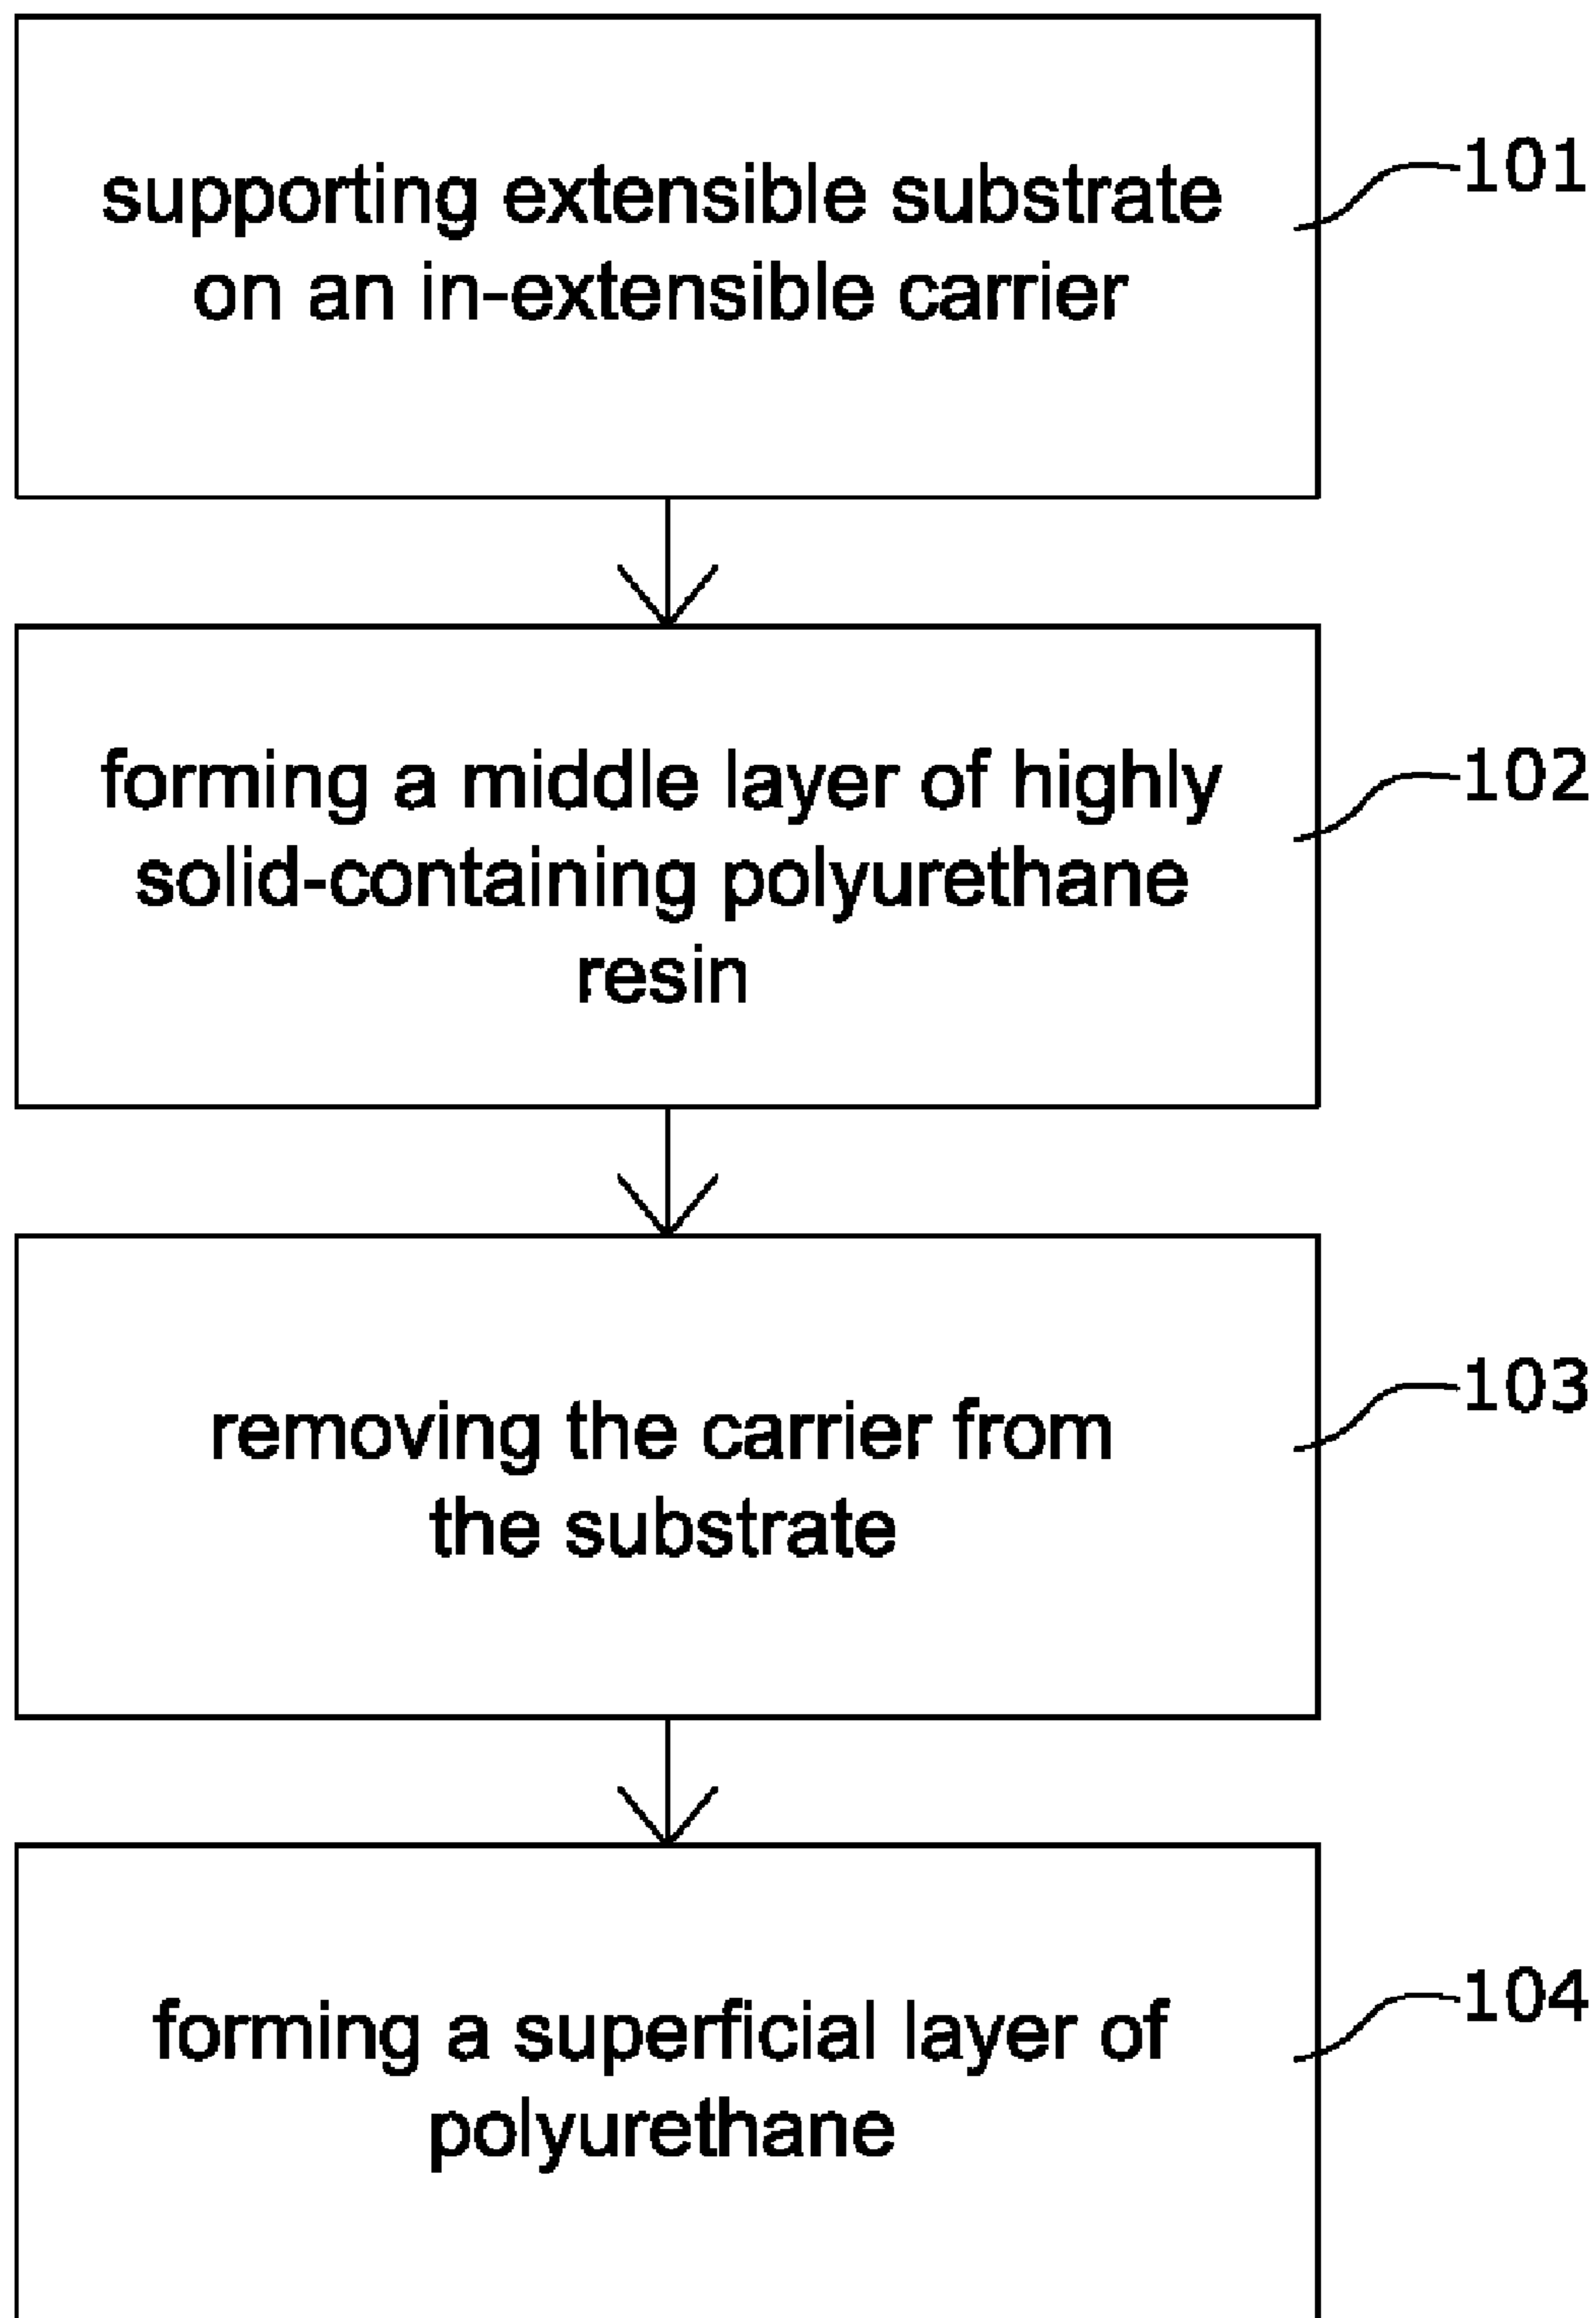 supporting extensible substrate
on an in-extensible carrier
101
forming a middle layer of highly
solid-containing polyurethane
resin
102
removing the carrier from
the substrate
103
forming a superficial layer of
polyurethane
104